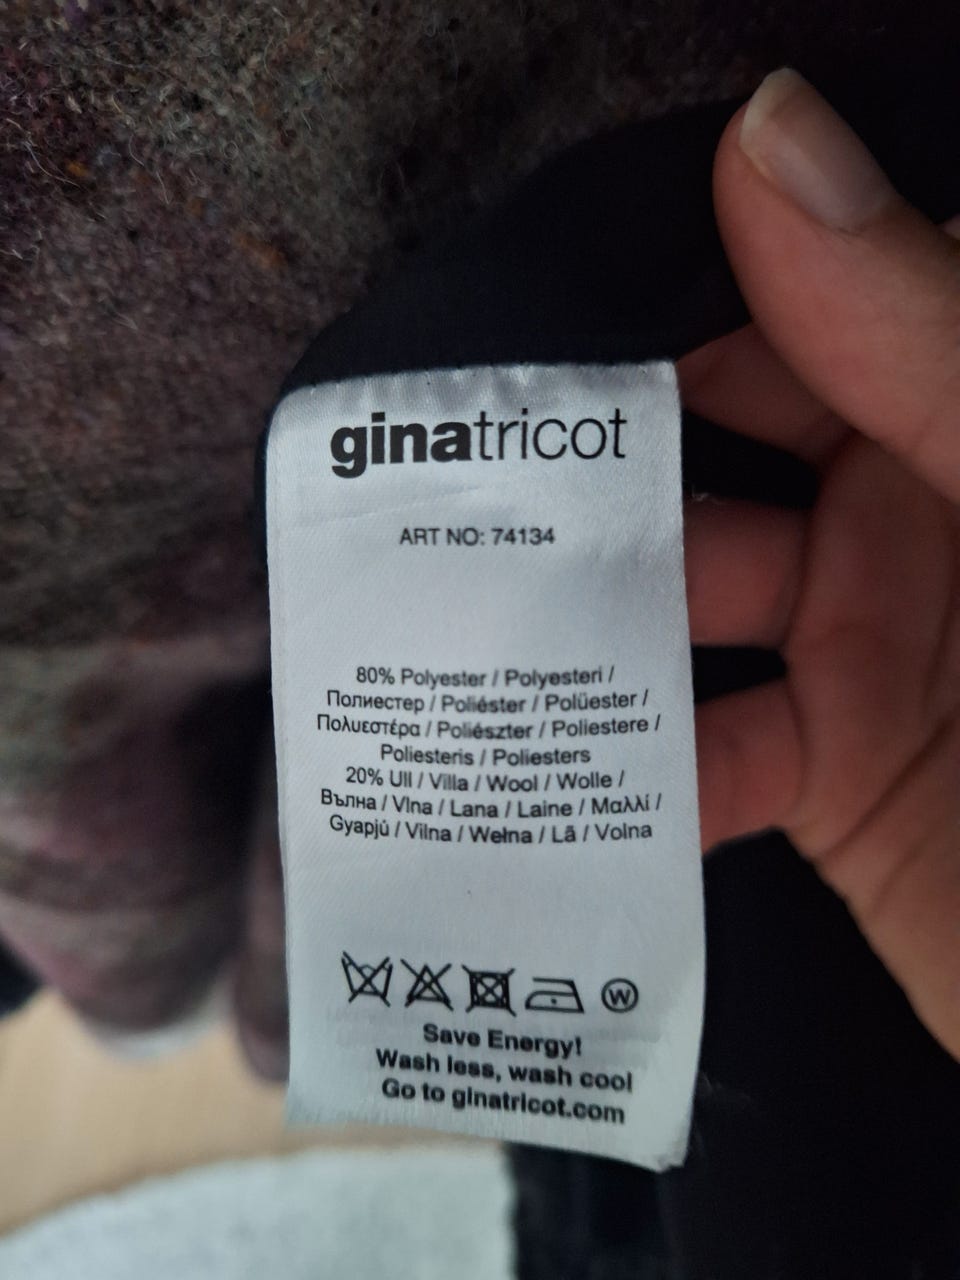 ginatricot
ART NO: 74134
80% Polyester / Polyesteri /
Полиестер / Poliéster / Polüester /
Πολυεστέρα / Poliészter / Poliestere /
Poliesteris / Poliesters
20% Ull / Villa / Wool / Wolle /
Вълна / Vlna / Lana / Laine / Μαλλί /
Gyapjú / Vilna / Wełna / Lã / Volna
W
Save Energy!
Wash less, wash cool
Go to ginatricot.com